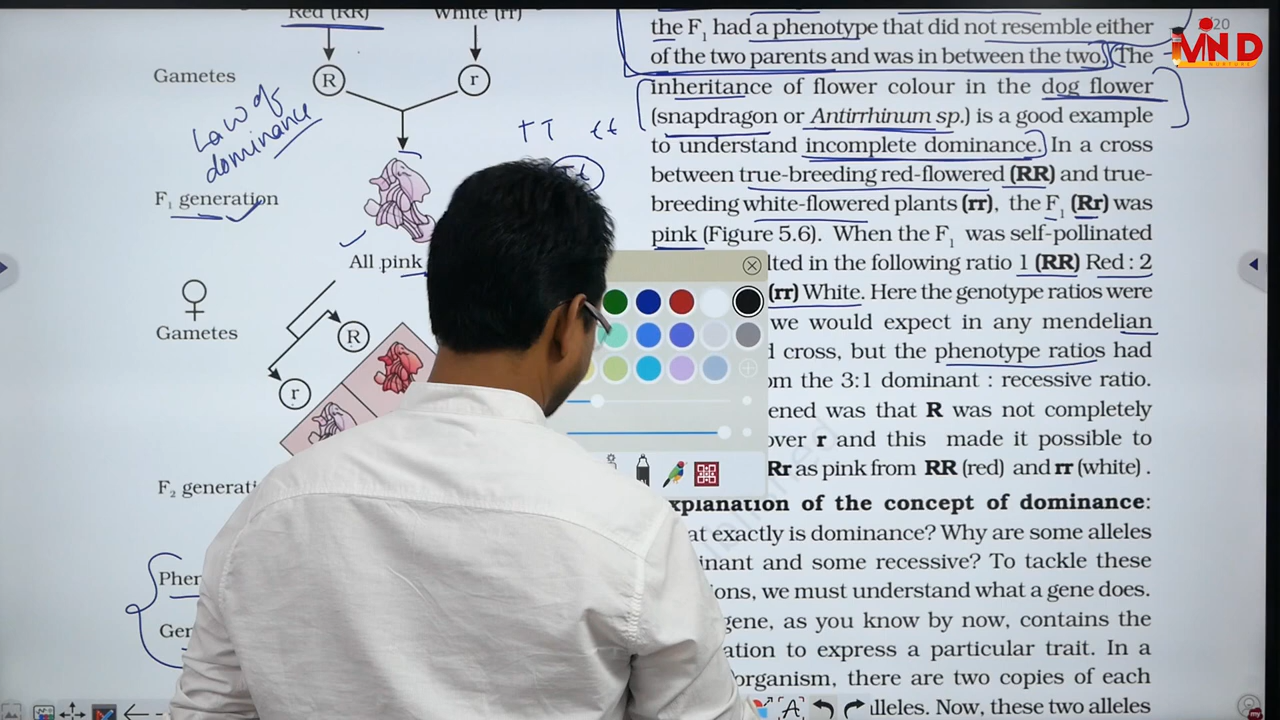 Red (RR)
White (rr)
Gametes
R
r
Law of
dominance
TT tt
Tt
F₁ generation
All pink
♀
Gametes
R
r
F₂ generati
Phen
Gen
the F₁ had a phenotype that did not resemble either
of the two parents and was in between the two. The
inheritance of flower colour in the dog flower
(snapdragon or Antirrhinum sp.) is a good example
to understand incomplete dominance. In a cross
between true-breeding red-flowered (RR) and true-
breeding white-flowered plants (rr), the F₁ (Rr) was
pink (Figure 5.6). When the F₁ was self-pollinated
lted in the following ratio 1 (RR) Red : 2
(rr) White. Here the genotype ratios were
we would expect in any mendelian
d cross, but the phenotype ratios had
om the 3:1 dominant : recessive ratio.
ened was that R was not completely
over r and this made it possible to
Rr as pink from RR (red) and rr (white) .
xplanation of the concept of dominance:
at exactly is dominance? Why are some alleles
inant and some recessive? To tackle these
ions, we must understand what a gene does.
gene, as you know by now, contains the
ation to express a particular trait. In a
organism, there are two copies of each
lleles. Now, these two alleles